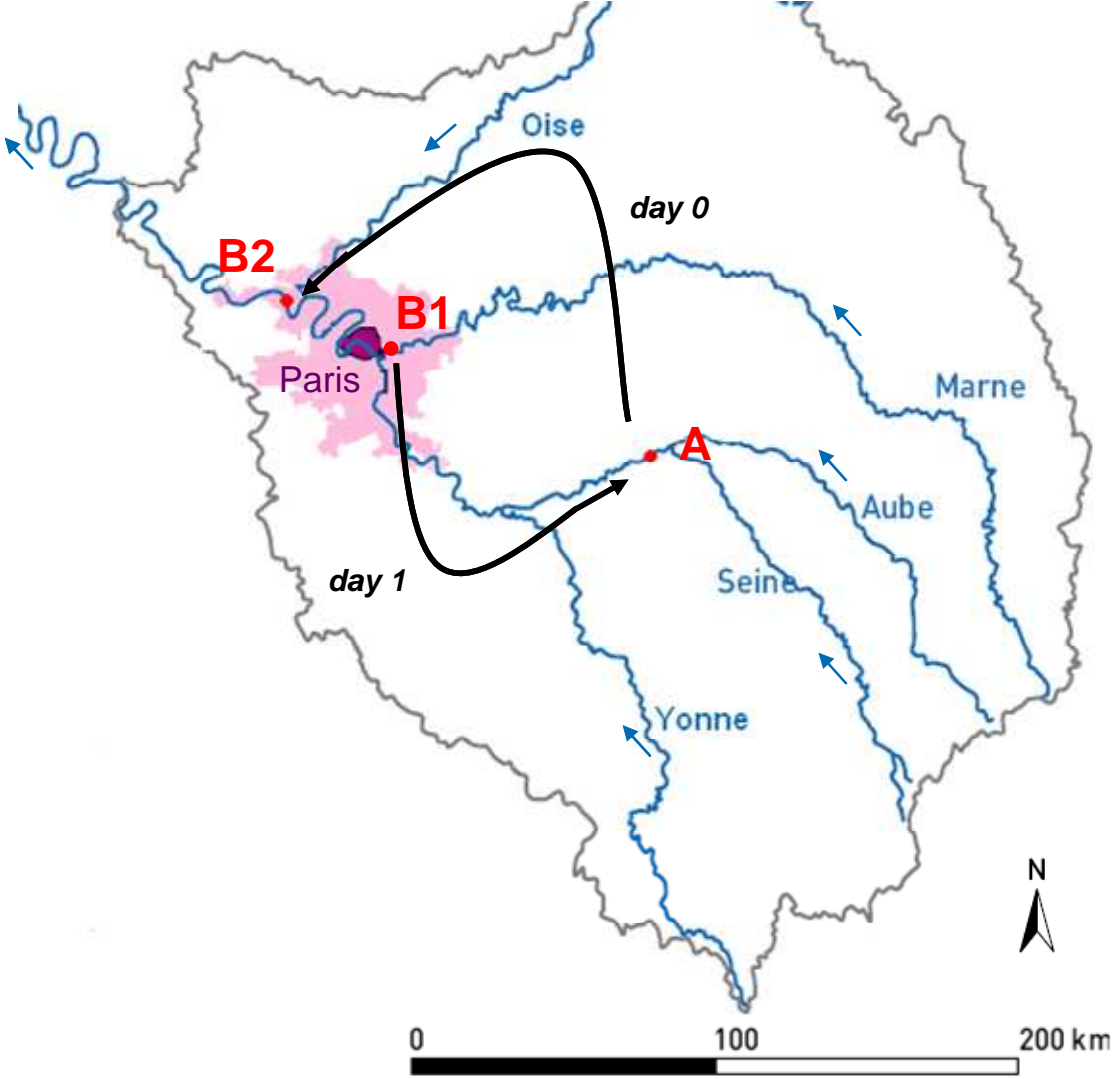 Oise
day 0
B2
B1
Paris
Marne
A
Aube
day 1
Seine
Yonne
N
0 100 200 km